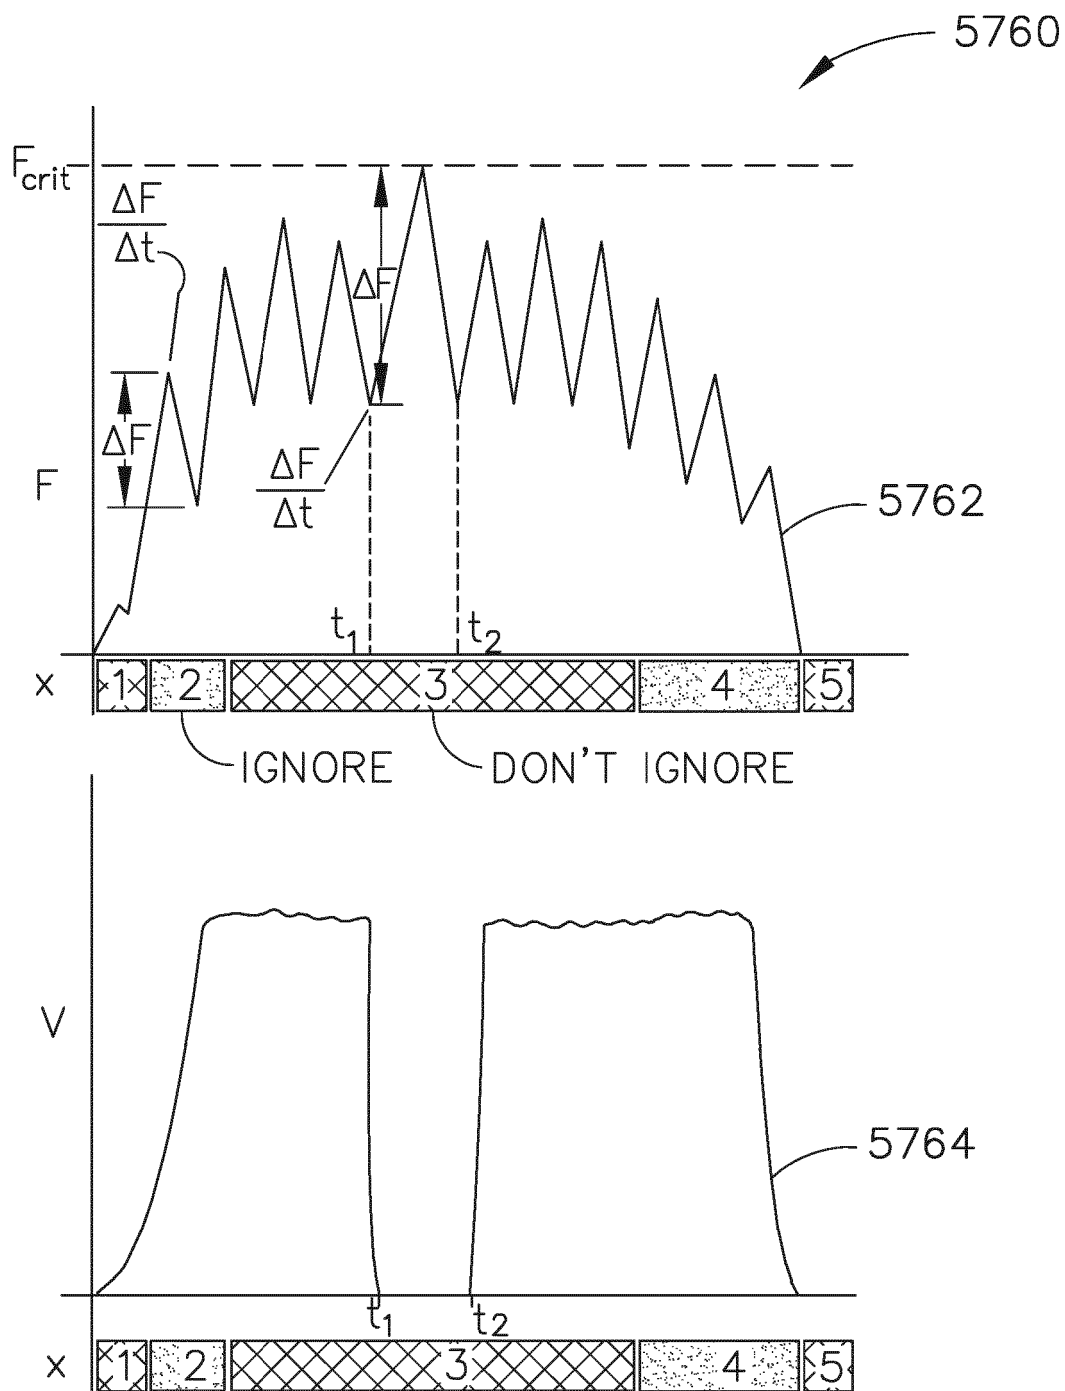 5760
Fcrit
ΔF
Δt
ΔF
ΔF
ΔF
Δt
F
5762
t1
t2
x 1 2 3 4 5
IGNORE
DON'T IGNORE
V
5764
t1
t2
x 1 2 3 4 5